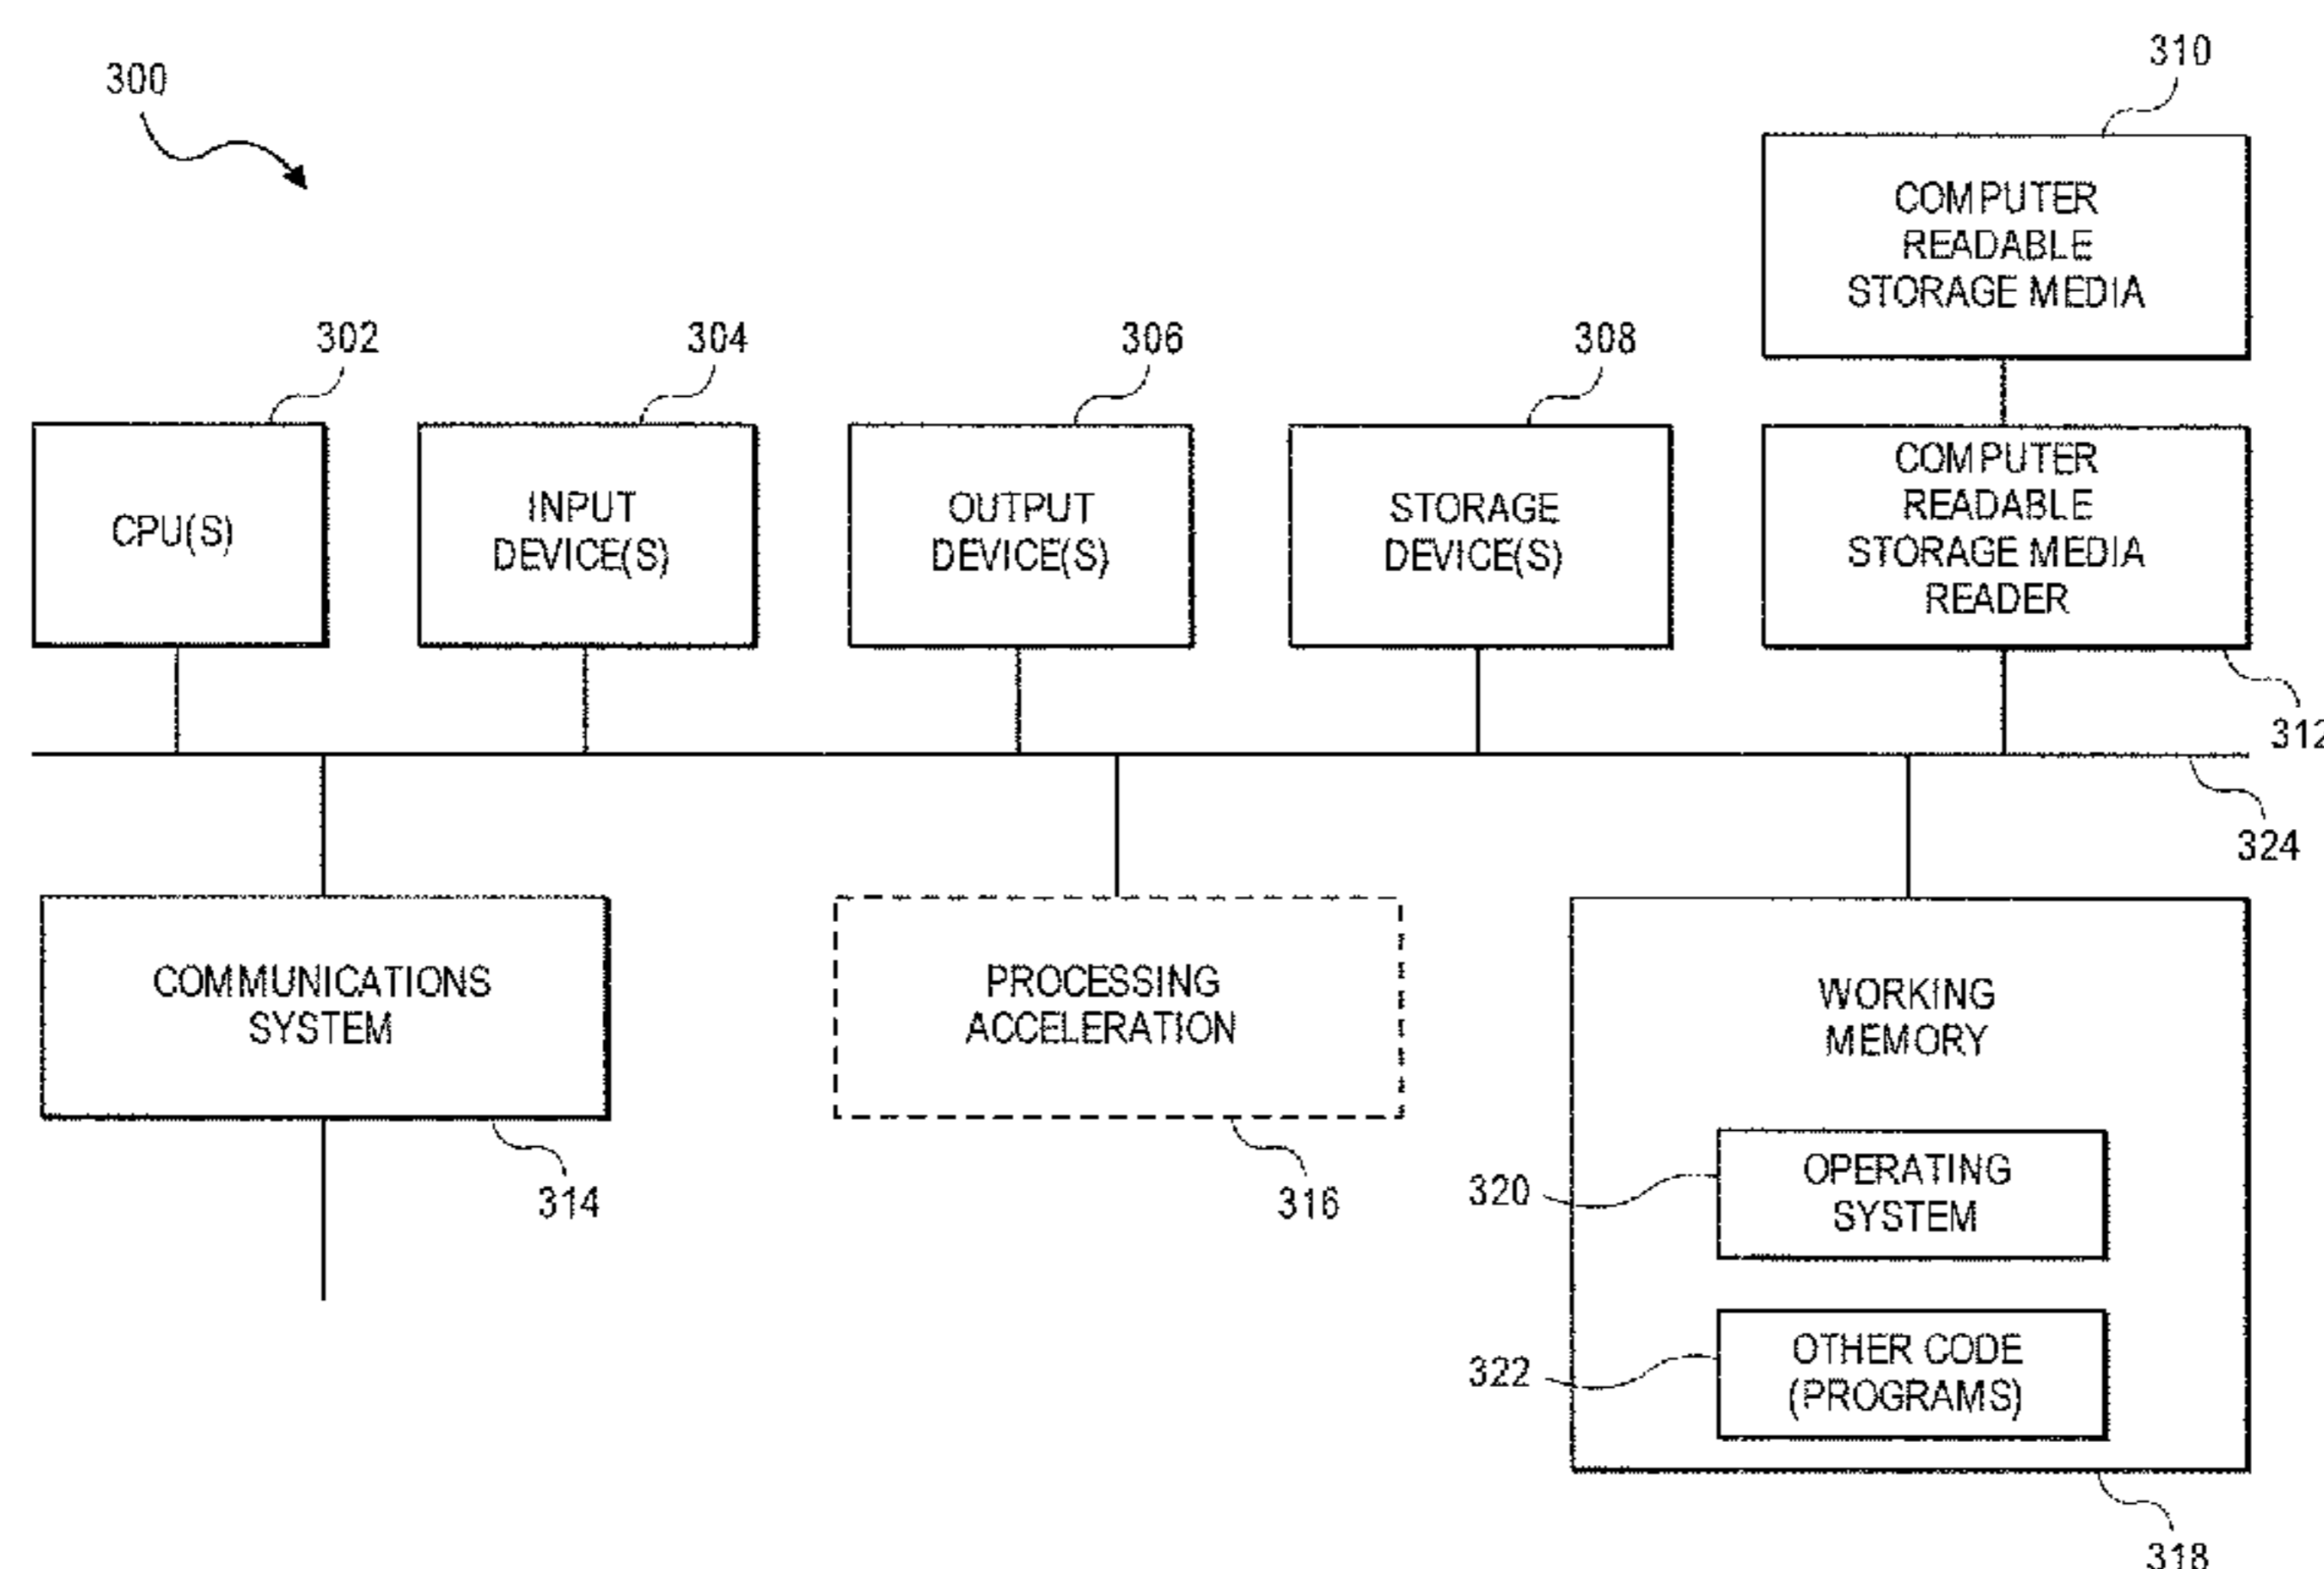 300
310
COMPUTER
READABLE
STORAGE MEDIA
302
304
306
308
CPU(S)
INPUT
DEVICE(S)
OUTPUT
DEVICE(S)
STORAGE
DEVICE(S)
COMPUTER
READABLE
STORAGE MEDIA
READER
312
324
COMMUNICATIONS
SYSTEM
314
PROCESSING
ACCELERATION
316
WORKING
MEMORY
320
OPERATING
SYSTEM
322
OTHER CODE
(PROGRAMS)
318